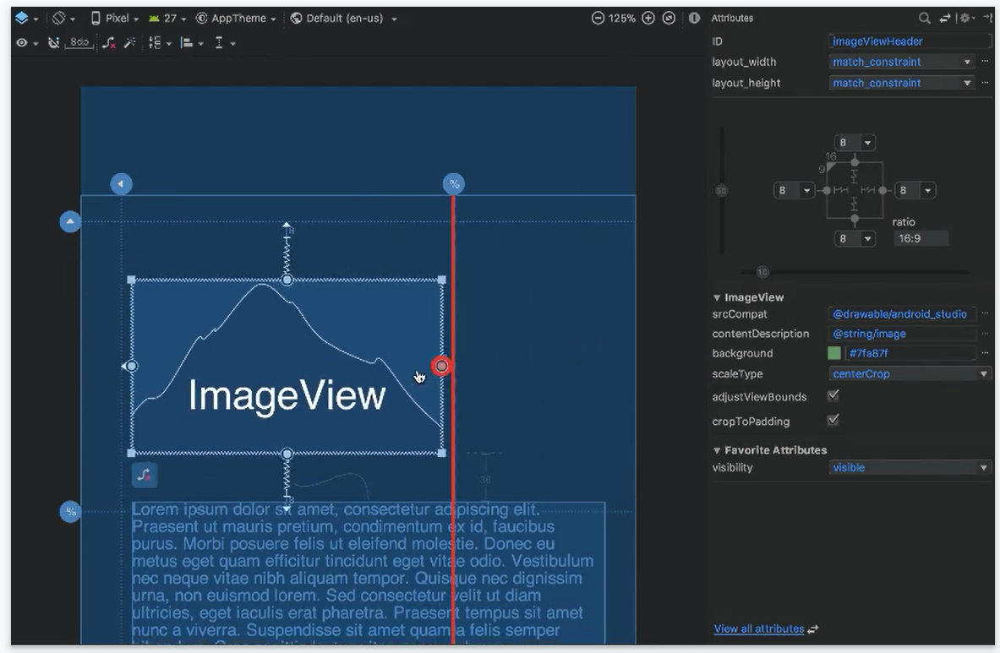 Pixel 27 AppTheme Default (en-us) 125%
8dp
Attributes
ID imageViewHeader
layout_width match_constraint
layout_height match_constraint
8
16
9
8 8
50
8
ratio
16:9
10
ImageView
srcCompat @drawable/android_studio
contentDescription @string/image
background #7fa87f
scaleType centerCrop
adjustViewBounds
cropToPadding
Favorite Attributes
visibility visible
View all attributes
%
8
ImageView
36
8
%
Lorem ipsum dolor sit amet, consectetur adipiscing elit.
Praesent ut mauris pretium, condimentum ex id, faucibus
purus. Morbi posuere felis ut eleifend molestie. Donec eu
metus eget quam efficitur tincidunt eget vitae odio. Vestibulum
nec neque vitae nibh aliquam tempor. Quisque nec dignissim
urna, non euismod lorem. Sed consectetur velit ut diam
ultricies, eget iaculis erat pharetra. Praesent tempus sit amet
nunc a viverra. Suspendisse sit amet quam a felis semper